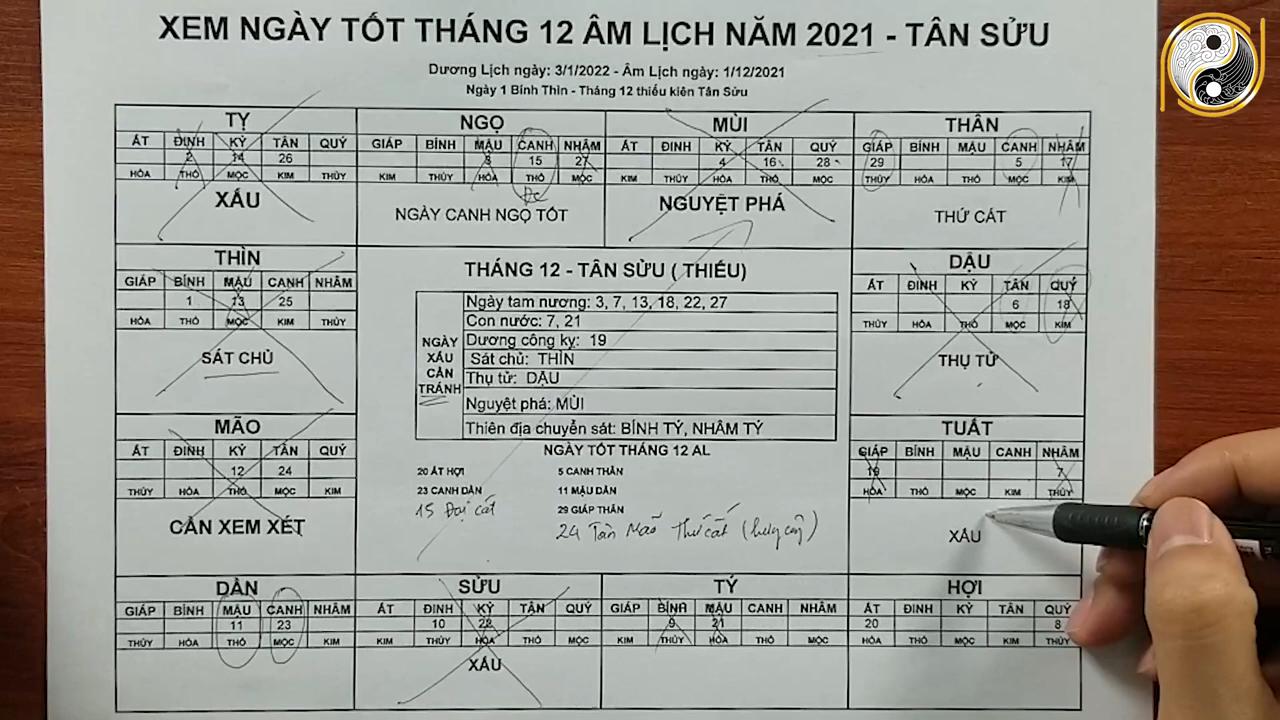 XEM NGÀY TỐT THÁNG 12 ÂM LỊCH NĂM 2021 - TÂN SỬU
Dương Lịch ngày: 3/1/2022 - Âm Lịch ngày: 1/12/2021
Ngày 1 Bính Thìn - Tháng 12 thiếu kiên Tân Sửu
TỴ
ẤT ĐINH KỶ TÂN QUÝ
2 14 26
HỎA THỔ MỘC KIM THỦY
XẤU
NGỌ
GIÁP BÍNH MẬU CANH NHÂM
3 15 27
KIM THỦY HỎA THỔ MỘC
NGÀY CANH NGỌ TỐT
MÙI
ẤT ĐINH KỶ TÂN QUÝ
4 16 28
KIM THỦY HỎA THỔ MỘC
NGUYỆT PHÁ
THÂN
GIÁP BÍNH MẬU CANH NHÂM
29 5 17
THỦY HỎA THỔ MỘC KIM
THỨ CÁT
THÌN
GIÁP BÍNH MẬU CANH NHÂM
1 13 25
HỎA THỔ MỘC KIM THỦY
SÁT CHỦ
THÁNG 12 - TÂN SỬU ( THIẾU)
NGÀY XẤU CẦN TRÁNH
Ngày tam nương: 3, 7, 13, 18, 22, 27
Con nước: 7, 21
Dương công kỵ: 19
Sát chủ: THÌN
Thụ tử: DẬU
Nguyệt phá: MÙI
Thiên địa chuyển sát: BÍNH TÝ, NHÂM TÝ
DẬU
ẤT ĐINH KỶ TÂN QUÝ
6 18
THỦY HỎA THỔ MỘC KIM
THỤ TỬ
MÃO
ẤT ĐINH KỶ TÂN QUÝ
12 24
THỦY HỎA THỔ MỘC KIM
CẦN XEM XÉT
NGÀY TỐT THÁNG 12 AL
20 ẤT HỢI 5 CANH THÂN
23 CANH DẦN 11 MẬU DẦN
15 Đại cát 29 GIÁP THÂN
24 Tân Mão Thứ cát
TUẤT
GIÁP BÍNH MẬU CANH NHÂM
19 7
HỎA THỔ MỘC KIM THỦY
XẤU
DẦN
GIÁP BÍNH MẬU CANH NHÂM
11 23
THỦY HỎA THỔ MỘC KIM
SỬU
ẤT ĐINH KỶ TÂN QUÝ
10 22
KIM THỦY HỎA THỔ MỘC
XẤU
TÝ
GIÁP BÍNH MẬU CANH NHÂM
9 21
KIM THỦY HỎA THỔ MỘC
HỢI
ẤT ĐINH KỶ TÂN QUÝ
20 8
HỎA THỔ MỘC KIM THỦY